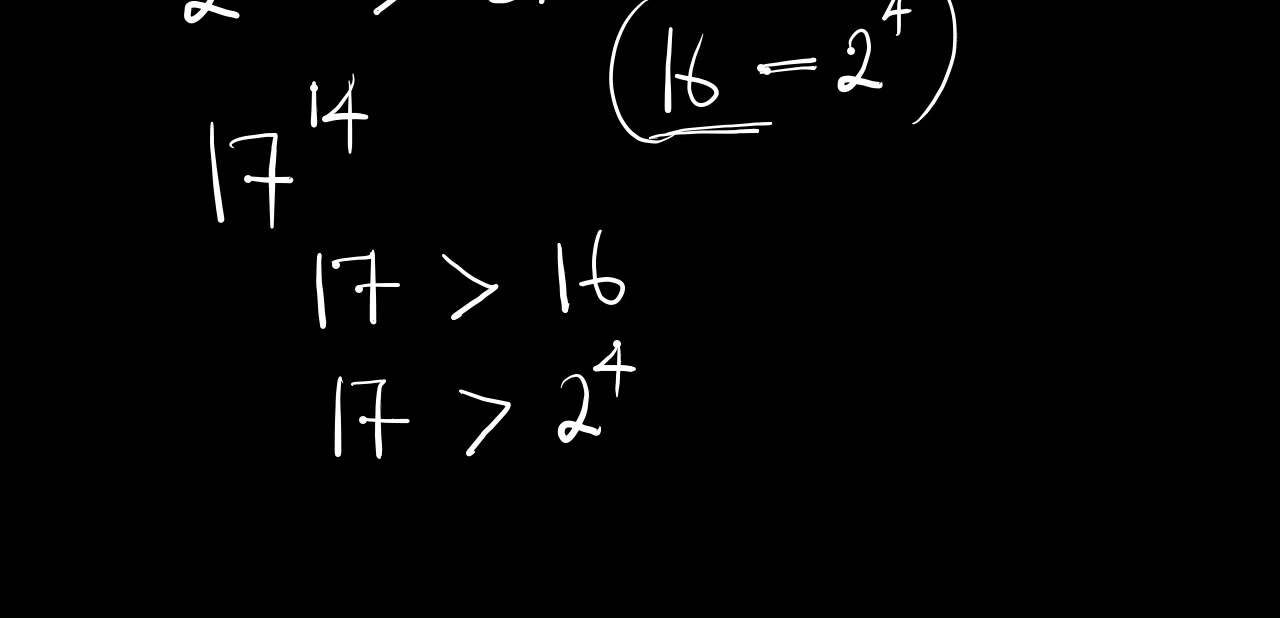 (16 = 2⁴)
17¹⁴
17 > 16
17 > 2⁴